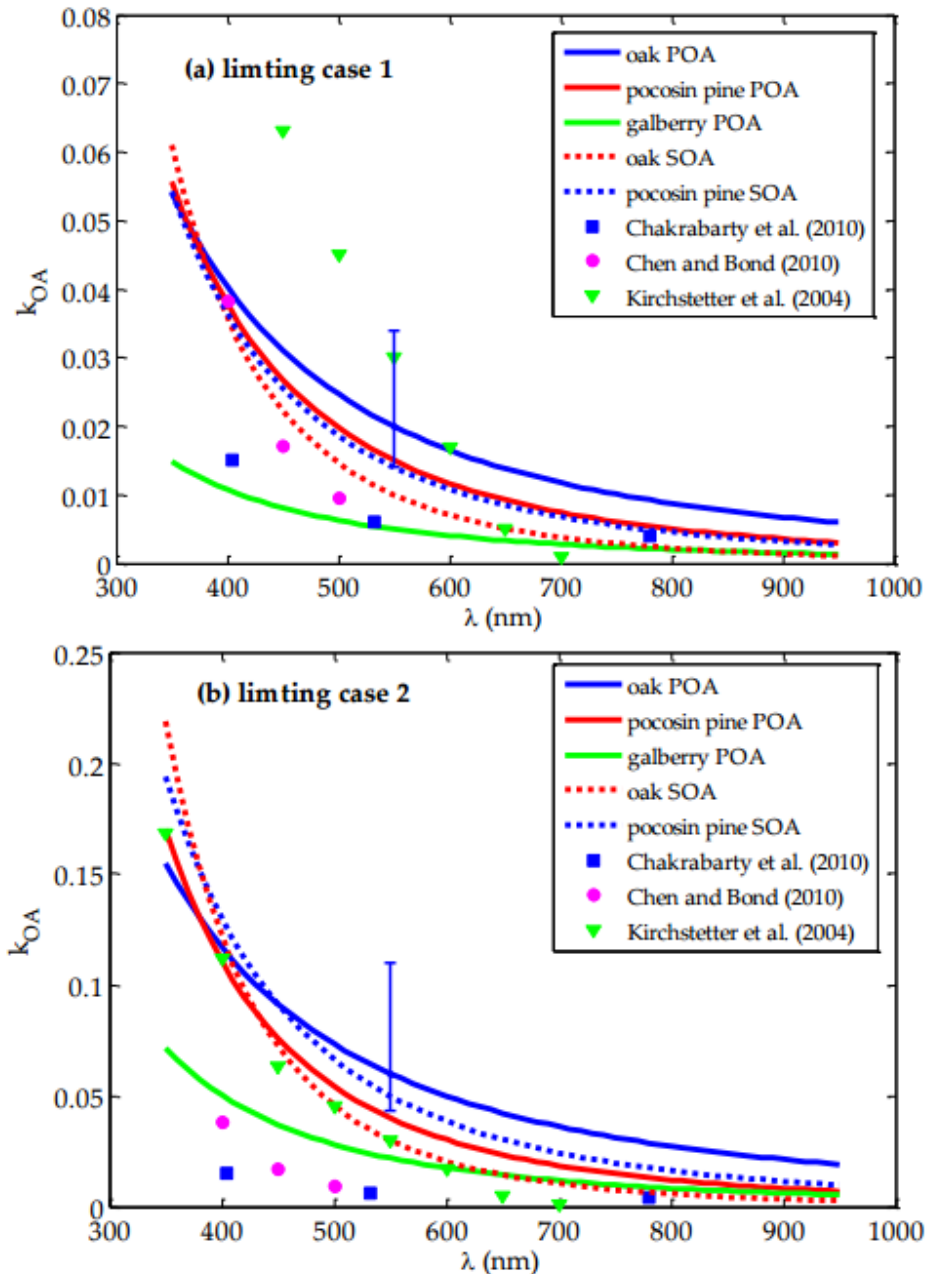 (a) limting case 1
oak POA
pocosin pine POA
galberry POA
oak SOA
pocosin pine SOA
Chakrabarty et al. (2010)
Chen and Bond (2010)
Kirchstetter et al. (2004)
0.08
0.07
0.06
0.05
0.04
0.03
0.02
0.01
0
kOA
300 400 500 600 700 800 900 1000
λ (nm)
(b) limting case 2
oak POA
pocosin pine POA
galberry POA
oak SOA
pocosin pine SOA
Chakrabarty et al. (2010)
Chen and Bond (2010)
Kirchstetter et al. (2004)
0.25
0.2
0.15
0.1
0.05
0
kOA
300 400 500 600 700 800 900 1000
λ (nm)